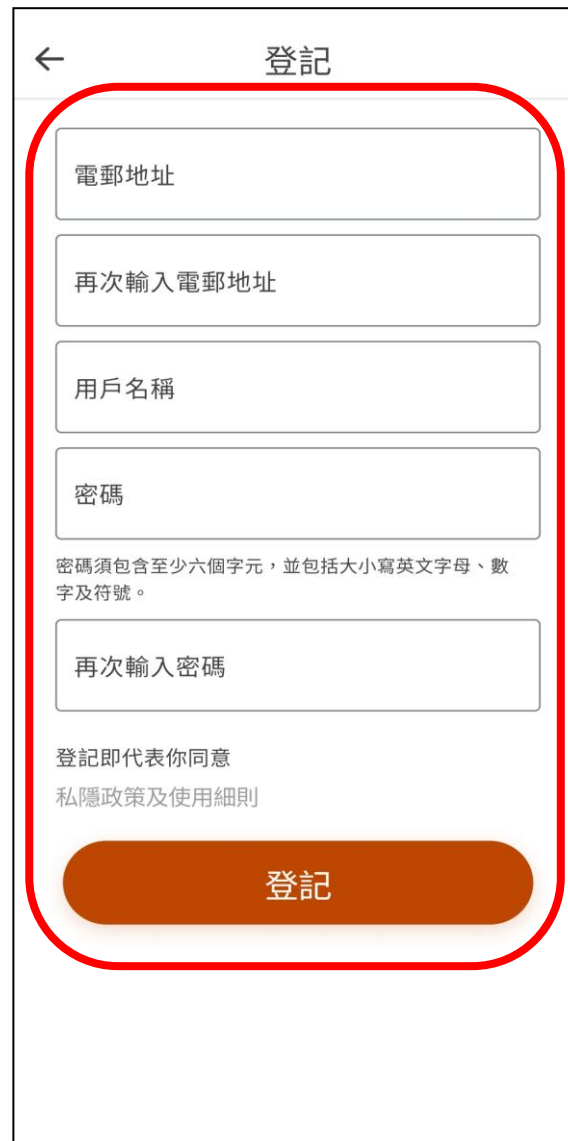 登記
電郵地址
再次輸入電郵地址
用戶名稱
密碼
密碼須包含至少六個字元，並包括大小寫英文字母、數
字及符號。
再次輸入密碼
登記即代表你同意
私隱政策及使用細則
登記